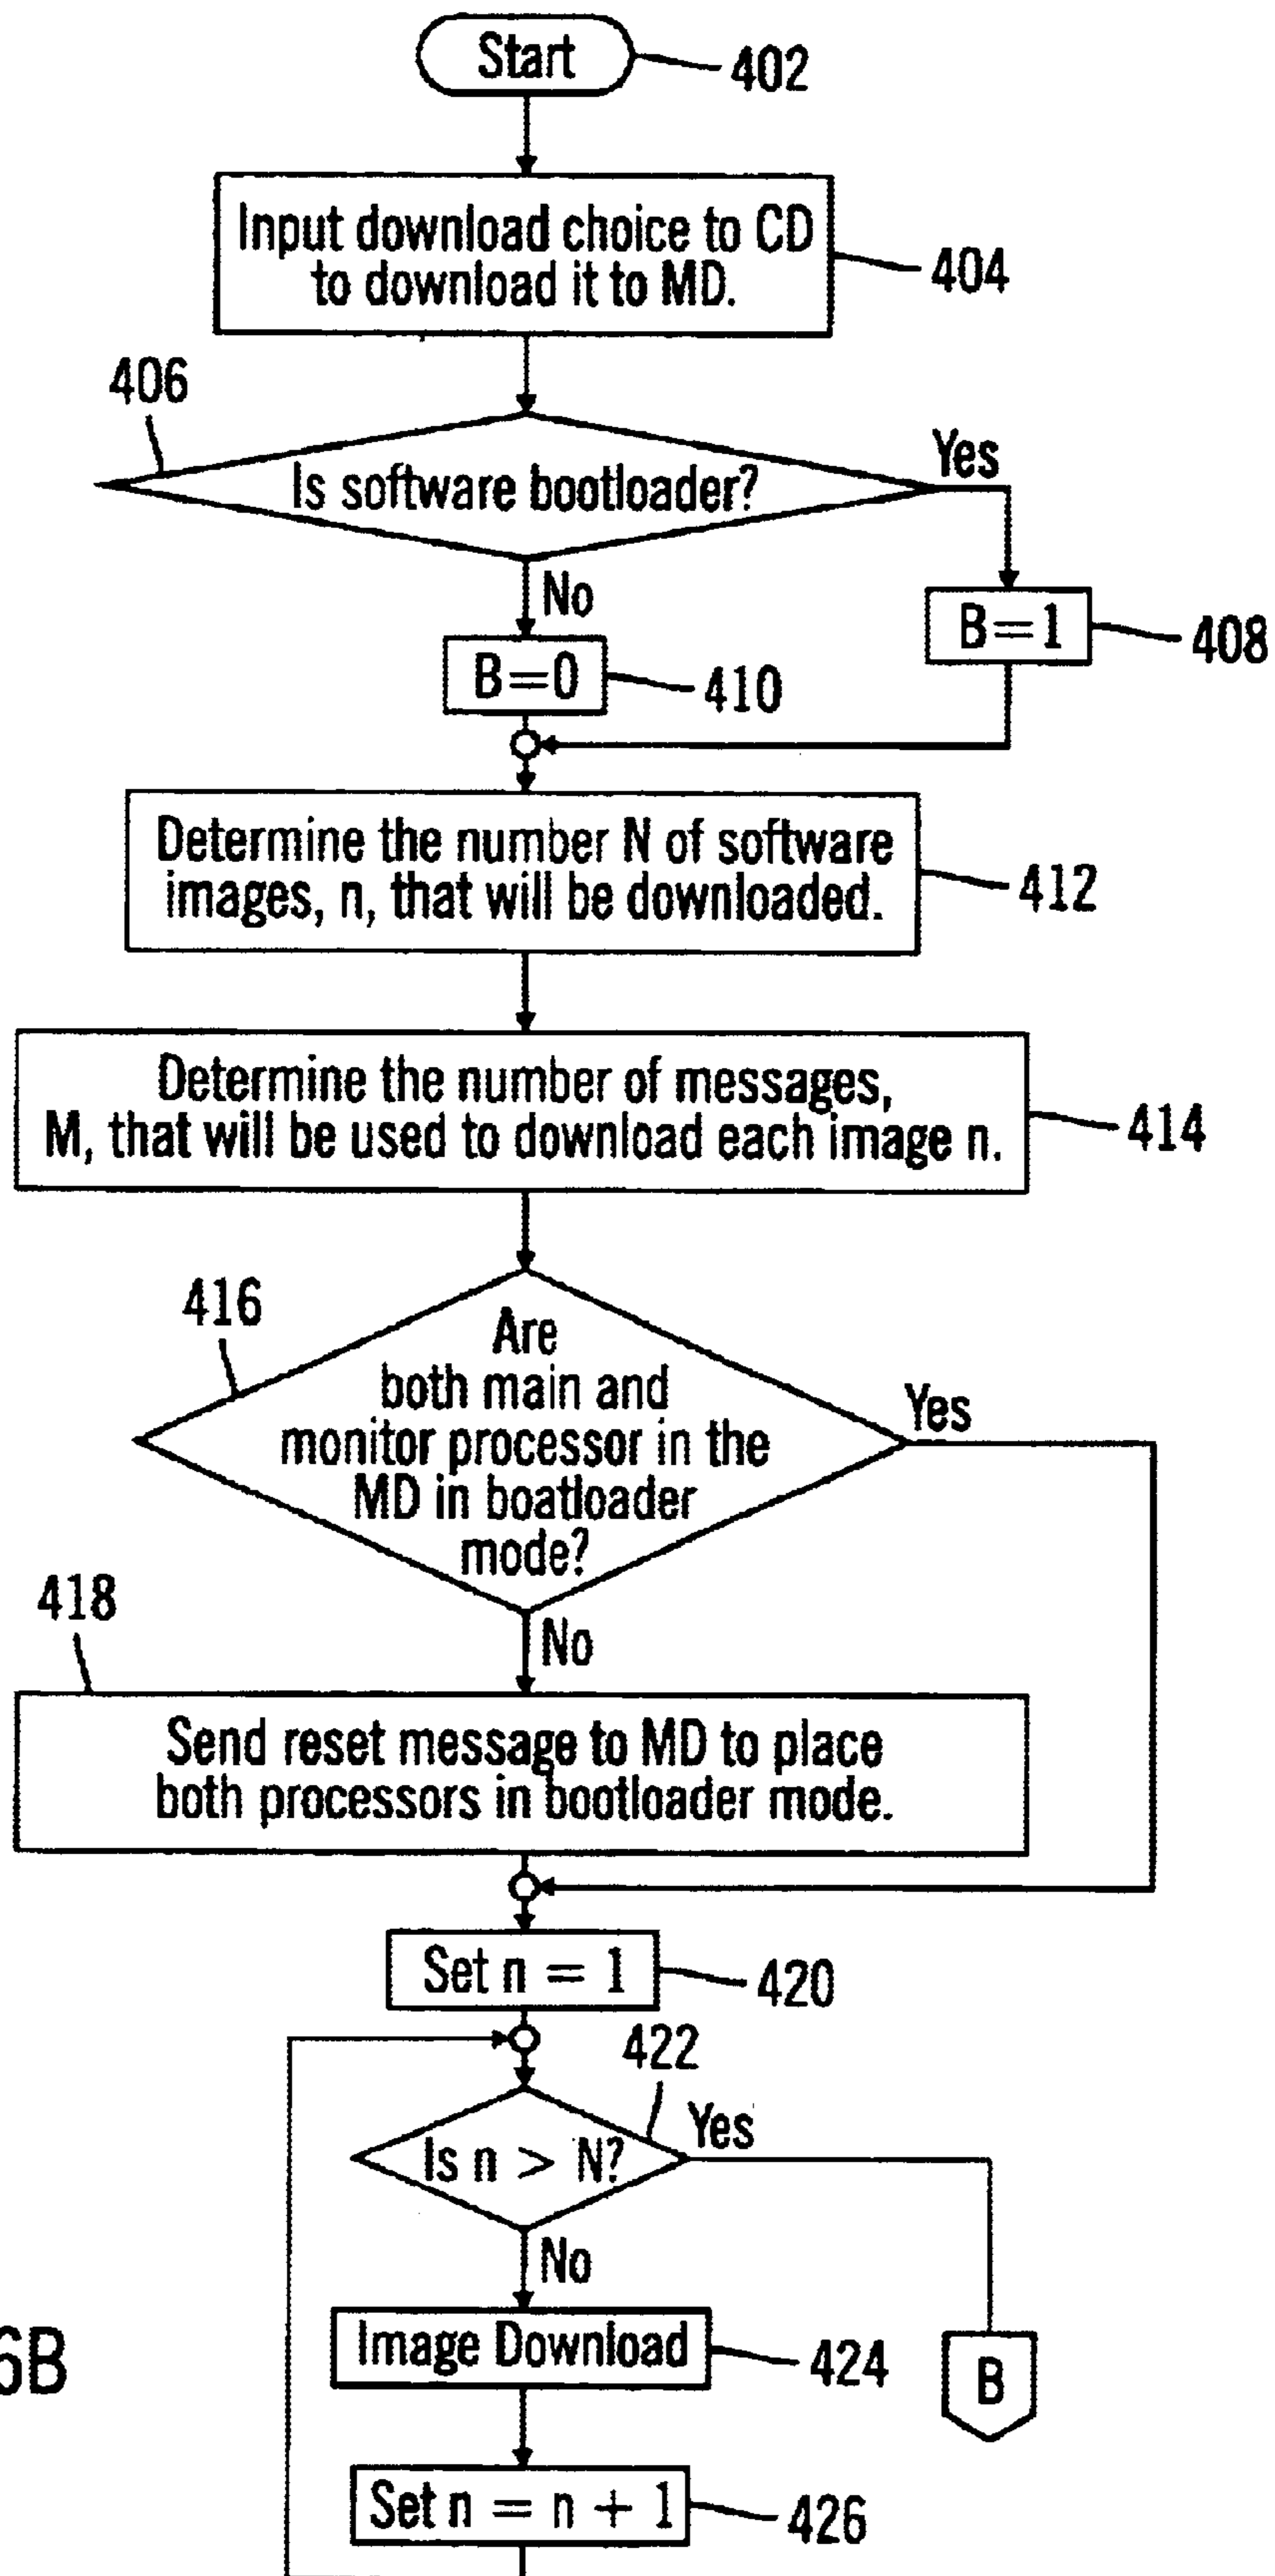 Start
402
Input download choice to CD
to download it to MD.
404
406
Is software bootloader?
Yes
No
B=1
408
B=0
410
Determine the number N of software
images, n, that will be downloaded.
412
Determine the number of messages,
M, that will be used to download each image n.
414
416
Are
both main and
monitor processor in the
MD in boatloader
mode?
Yes
418
No
Send reset message to MD to place
both processors in bootloader mode.
Set n = 1
420
422
Is n > N?
Yes
No
Image Download
424
B
6B
Set n = n + 1
426